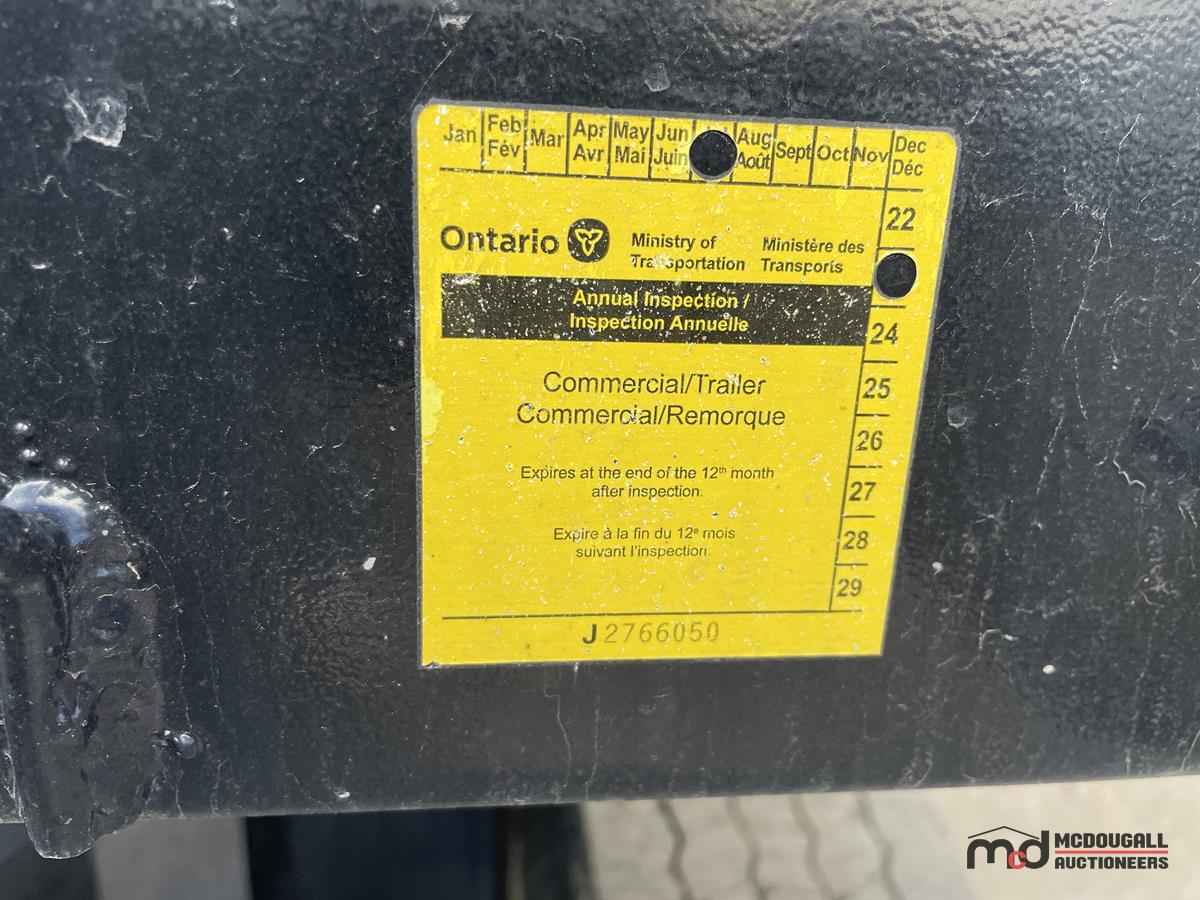 Jan Feb Mar Apr May Jun Aug Sept Oct Nov Dec
Fév Avr Mai Juin Août Déc
22
Ontario Ministry of Ministère des
Transportation Transports
Annual Inspection /
Inspection Annuelle
24
Commercial/Trailer
25
Commercial/Remorque
26
Expires at the end of the 12th month
after inspection.
27
Expire à la fin du 12e mois
28
suivant l'inspection
29
J 2766050
mcd MCDOUGALL
AUCTIONEERS